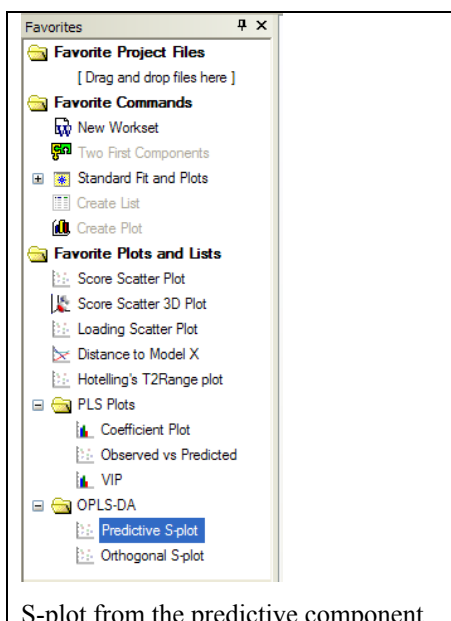 Favorites
Favorite Project Files
[ Drag and drop files here ]
Favorite Commands
New Workset
Two First Components
Standard Fit and Plots
Create List
Create Plot
Favorite Plots and Lists
Score Scatter Plot
Score Scatter 3D Plot
Loading Scatter Plot
Distance to Model X
Hotelling's T2Range plot
PLS Plots
Coefficient Plot
Observed vs Predicted
VIP
OPLS-DA
Predictive S-plot
Orthogonal S-plot
S-plot from the predictive component